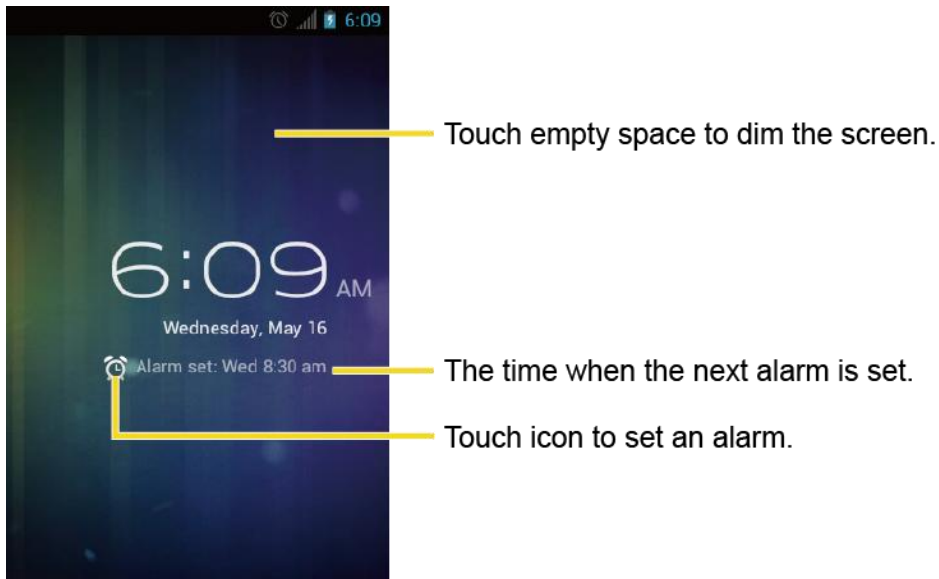 6:09
Touch empty space to dim the screen.
6:09 AM
Wednesday, May 16
Alarm set: Wed 8:30 am
The time when the next alarm is set.
Touch icon to set an alarm.